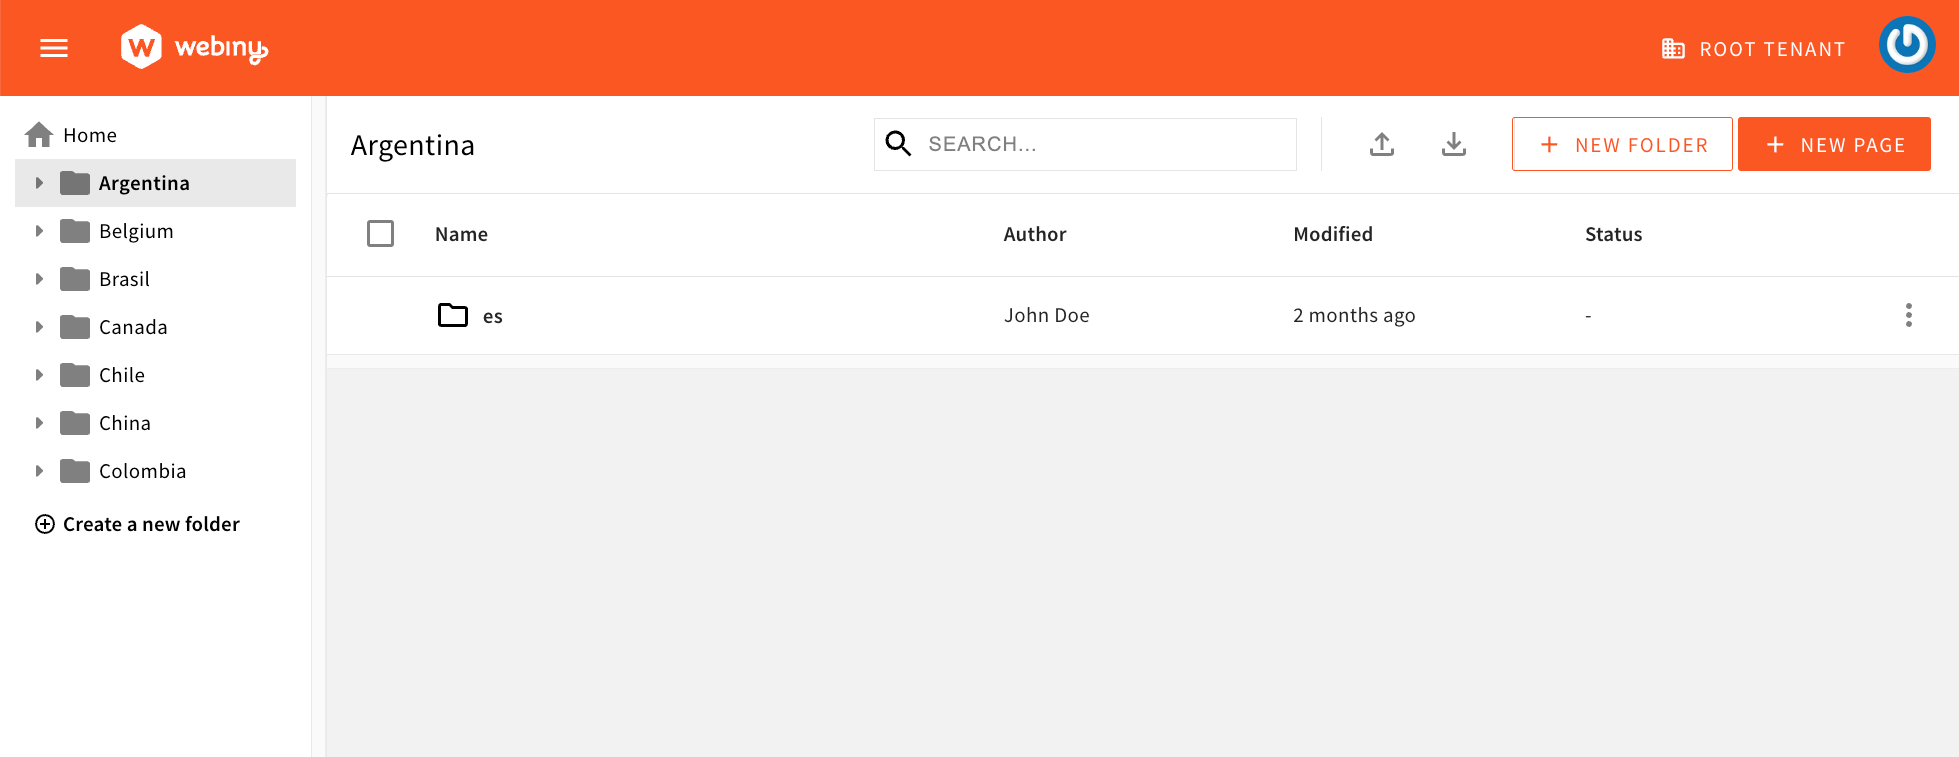 webiny
ROOT TENANT
Home
Argentina
Belgium
Brasil
Canada
Chile
China
Colombia
Create a new folder
Argentina
SEARCH...
NEW FOLDER
NEW PAGE
Name Author Modified Status
es John Doe 2 months ago -